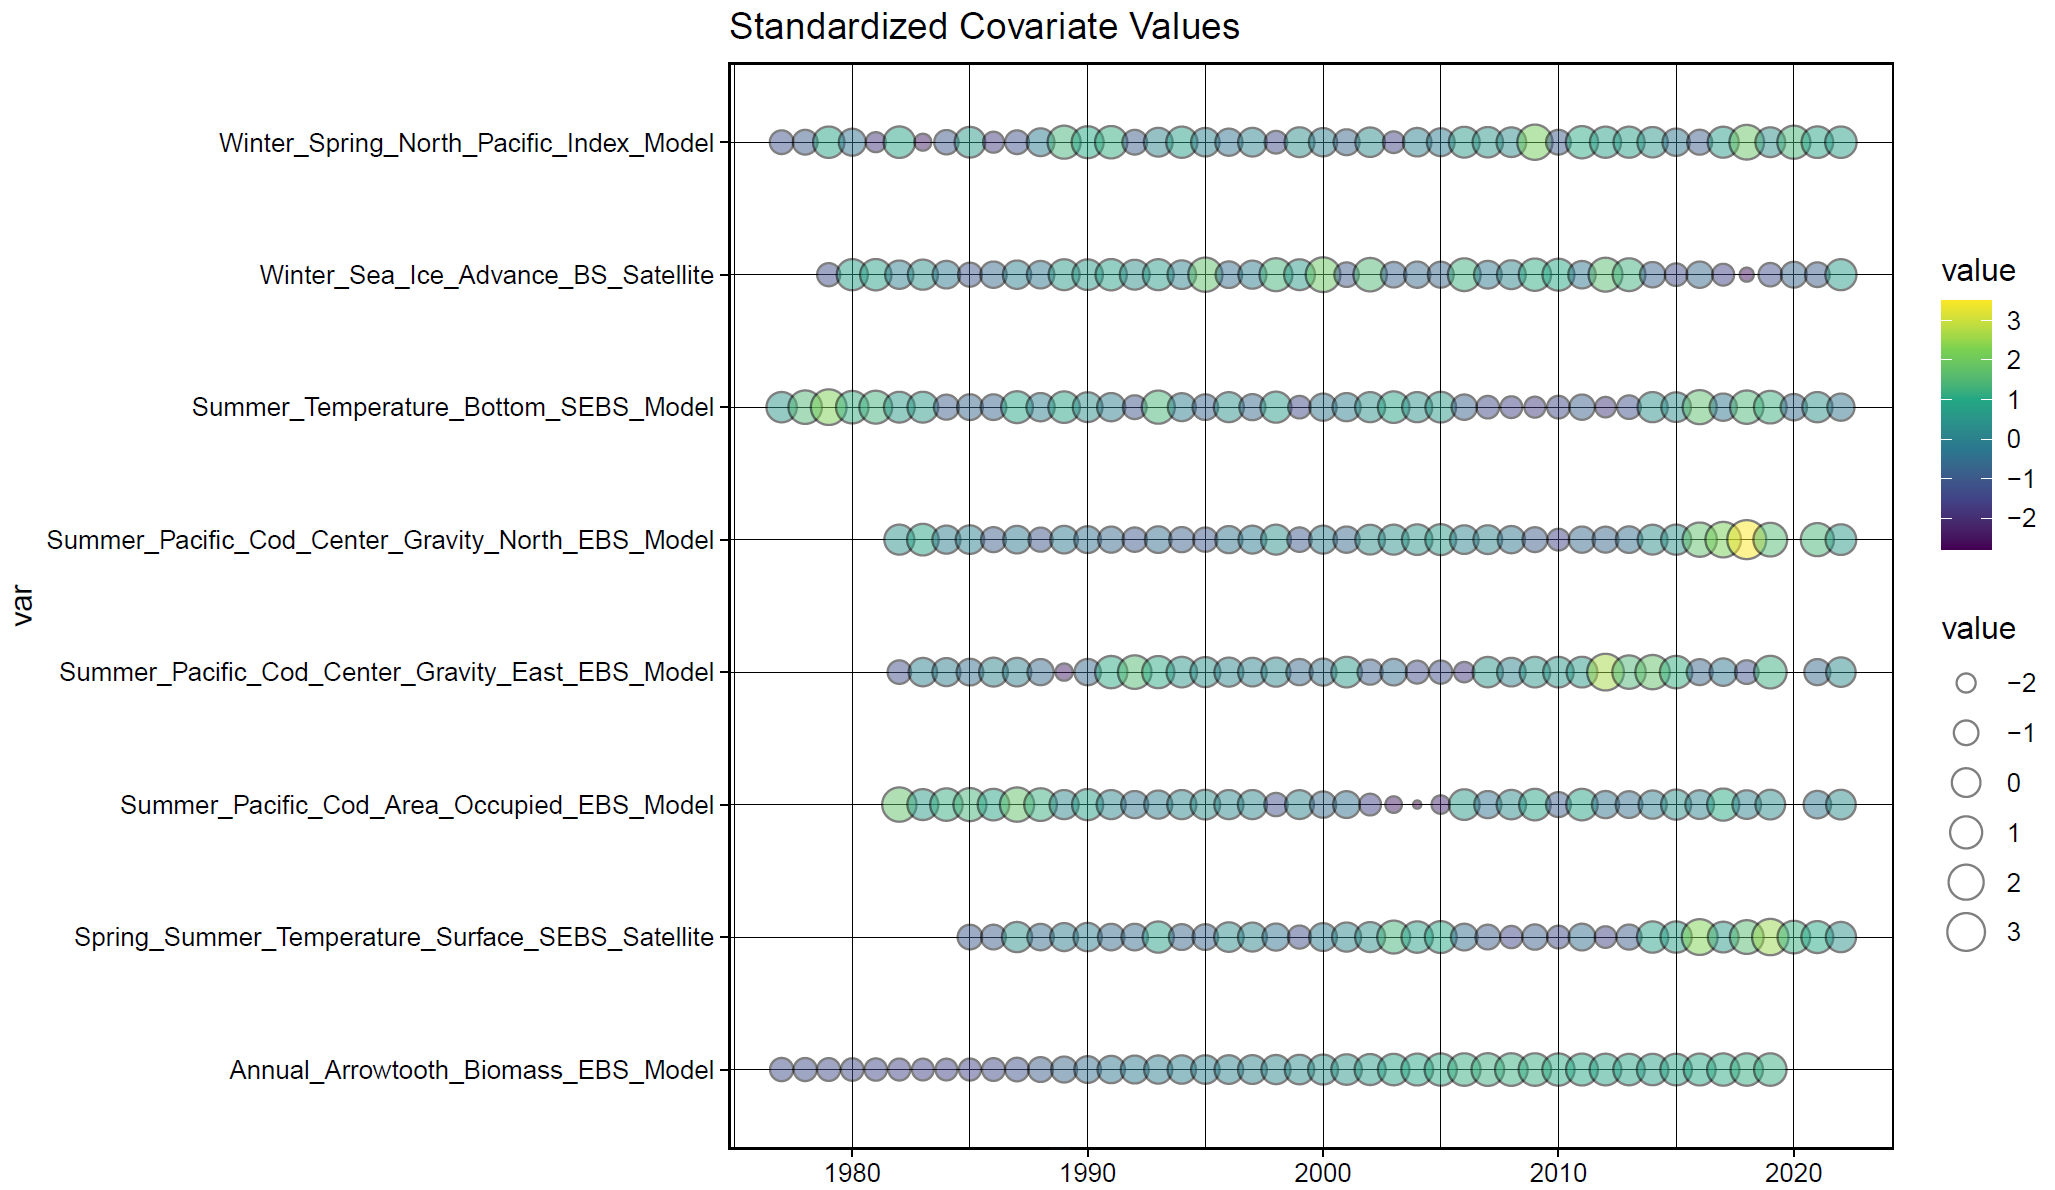 Standardized Covariate Values
Winter_Spring_North_Pacific_Index_Model
Winter_Sea_Ice_Advance_BS_Satellite
Summer_Temperature_Bottom_SEBS_Model
Summer_Pacific_Cod_Center_Gravity_North_EBS_Model
Summer_Pacific_Cod_Center_Gravity_East_EBS_Model
Summer_Pacific_Cod_Area_Occupied_EBS_Model
Spring_Summer_Temperature_Surface_SEBS_Satellite
Annual_Arrowtooth_Biomass_EBS_Model
var
1980 1990 2000 2010 2020
value
3
2
1
0
−1
−2
value
−2
−1
0
1
2
3